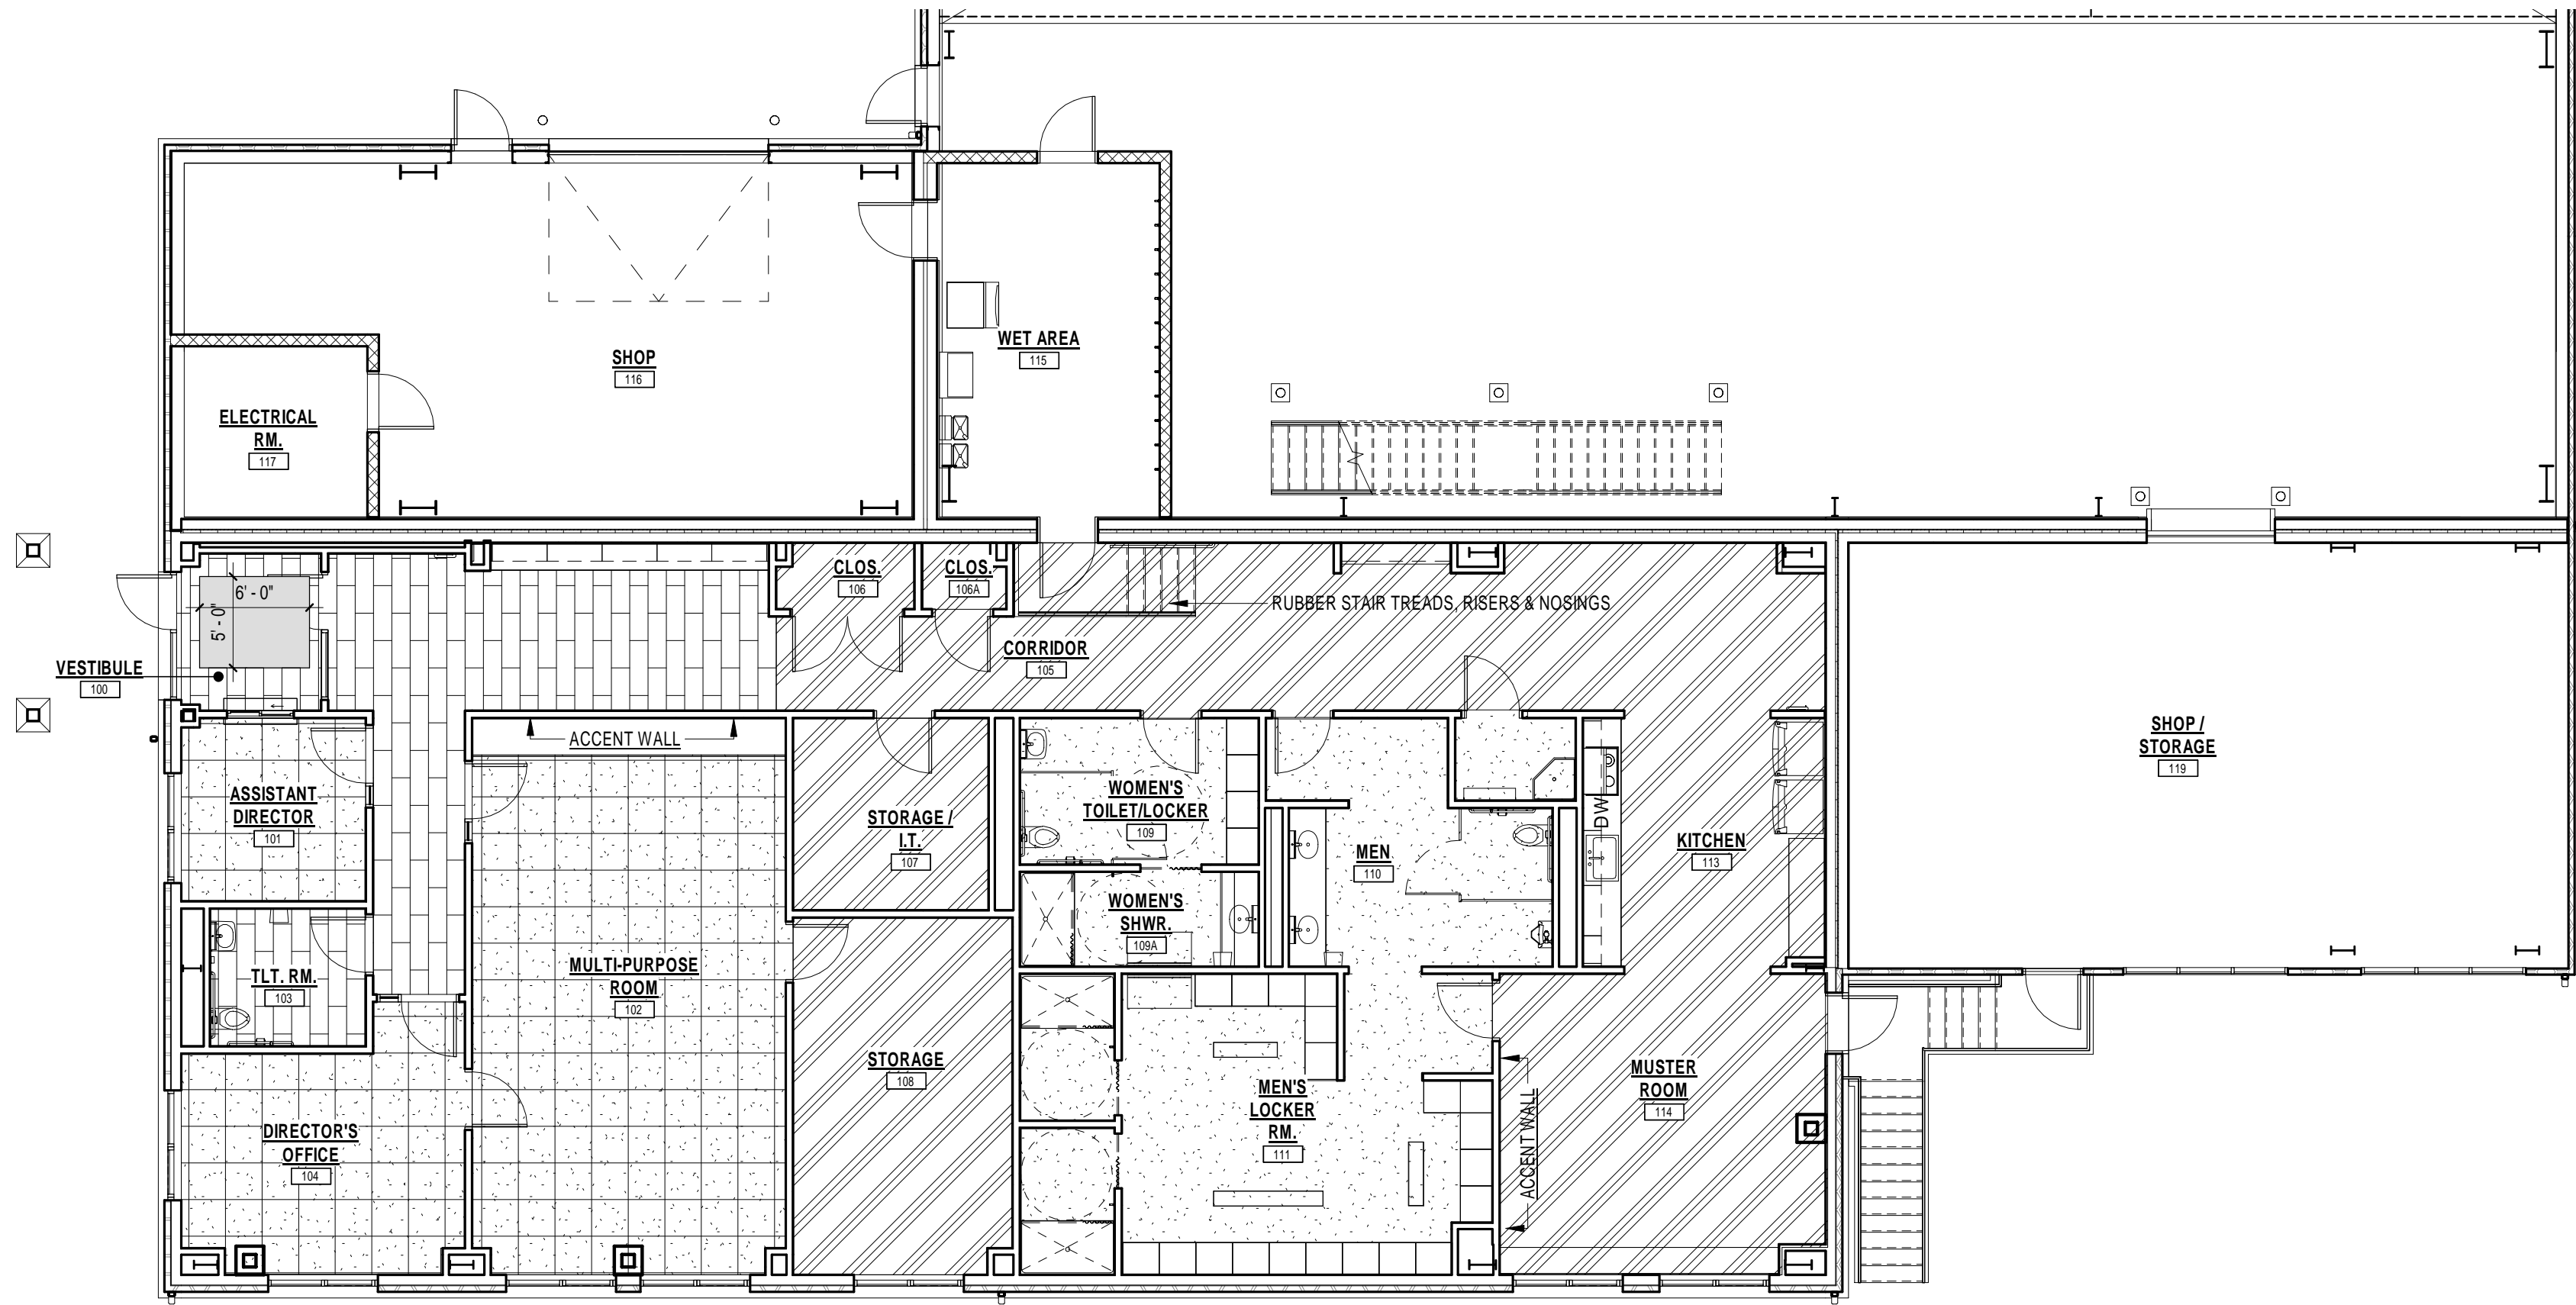 SHOP
116
WET AREA
115
ELECTRICAL
RM.
117
CLOS.
106
CLOS.
106A
6' - 0"
5' - 0"
RUBBER STAIR TREADS, RISERS & NOSINGS
CORRIDOR
105
VESTIBULE
100
ACCENT WALL
SHOP /
STORAGE
119
ASSISTANT
DIRECTOR
101
WOMEN'S
TOILET/LOCKER
109
STORAGE /
I.T.
107
DW
KITCHEN
113
MEN
110
WOMEN'S
SHWR.
109A
TLT. RM.
103
MULTI-PURPOSE
ROOM
102
STORAGE
108
MEN'S
LOCKER
RM.
111
MUSTER
ROOM
114
ACCENT WALL
DIRECTOR'S
OFFICE
104